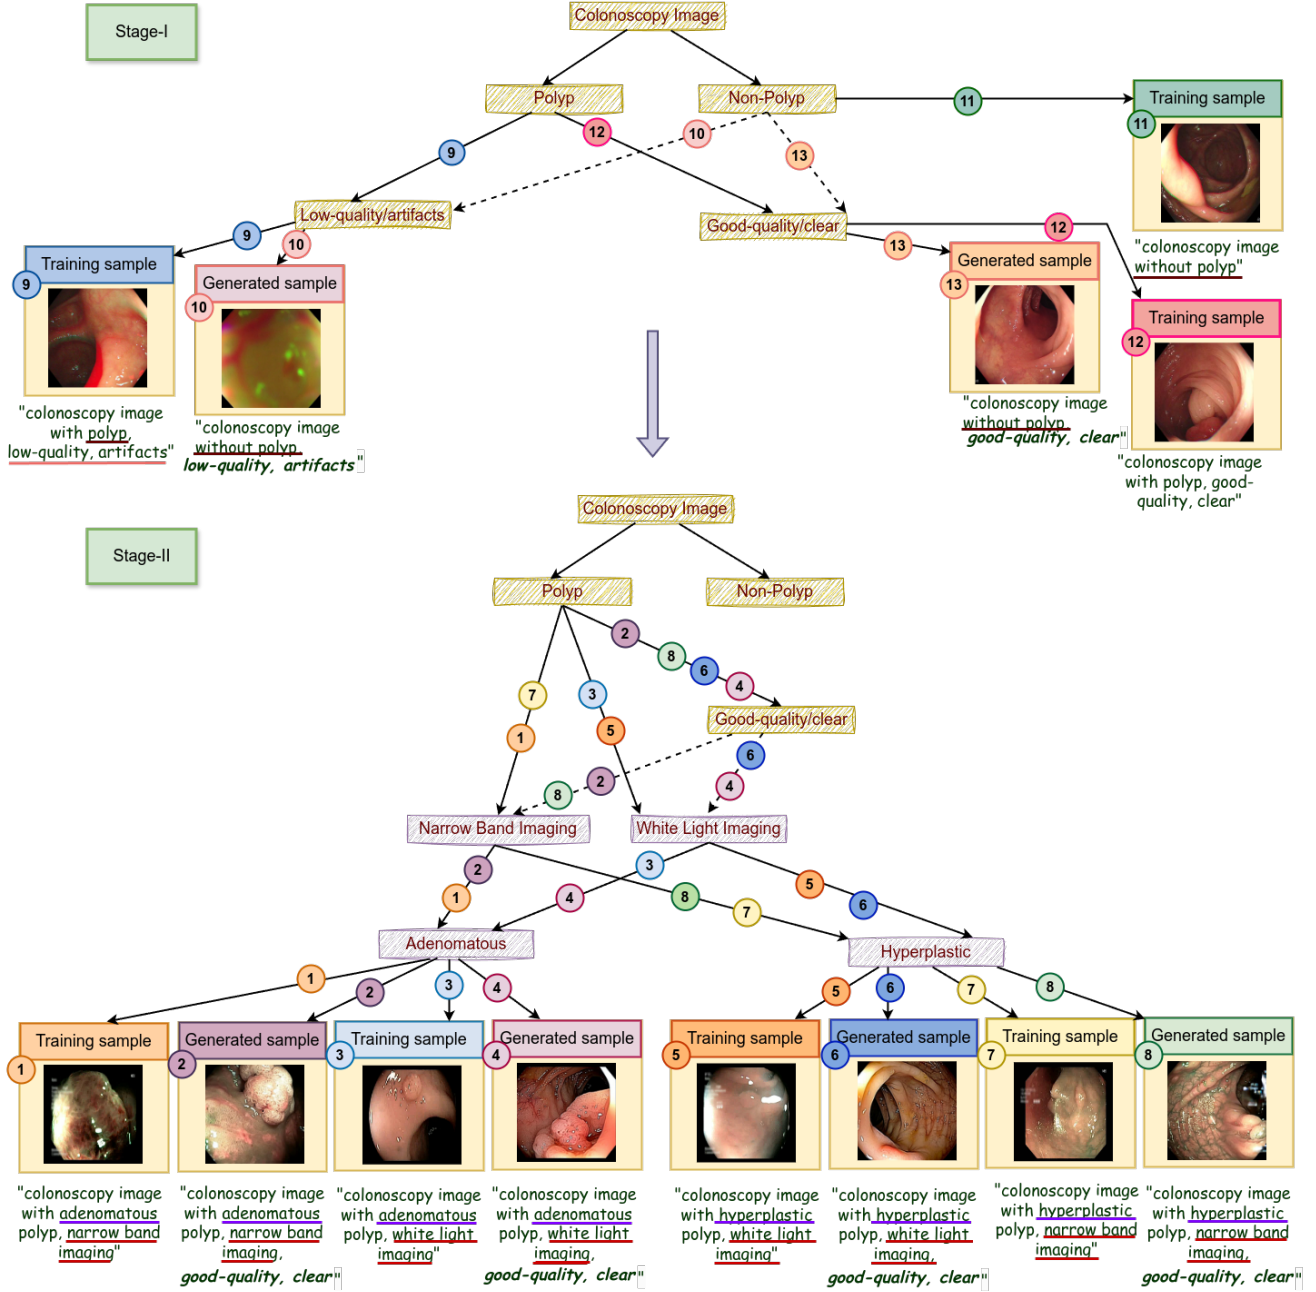 Stage-I
Colonoscopy Image
Polyp
Non-Polyp
11
12
10
9
13
Low-quality/artifacts
Good-quality/clear
9
10
13
12
Training sample
11
"colonoscopy image
without polyp"
Training sample
9
"colonoscopy image
with polyp,
low-quality, artifacts"
Generated sample
10
"colonoscopy image
without polyp,
low-quality, artifacts"
Generated sample
13
"colonoscopy image
without polyp
good-quality, clear"
Training sample
12
"colonoscopy image
with polyp, good-
quality, clear"
Stage-II
Colonoscopy Image
Polyp
Non-Polyp
2
8
6
4
7
3
1
5
Good-quality/clear
6
2
4
8
Narrow Band Imaging
White Light Imaging
2
3
1
4
8
7
5
6
Adenomatous
Hyperplastic
1
2
3
4
5
6
7
8
Training sample
1
"colonoscopy image
with adenomatous
polyp, narrow band
imaging"
Generated sample
2
"colonoscopy image
with adenomatous
polyp, narrow band
imaging,
good-quality, clear"
Training sample
3
"colonoscopy image
with adenomatous
polyp, white light
imaging"
Generated sample
4
"colonoscopy image
with adenomatous
polyp, white light
imaging,
good-quality, clear"
Training sample
5
"colonoscopy image
with hyperplastic
polyp, white light
imaging"
Generated sample
6
"colonoscopy image
with hyperplastic
polyp, white light
imaging,
good-quality, clear"
Training sample
7
"colonoscopy image
with hyperplastic
polyp, narrow band
imaging"
Generated sample
8
"colonoscopy image
with hyperplastic
polyp, narrow band
imaging,
good-quality, clear"